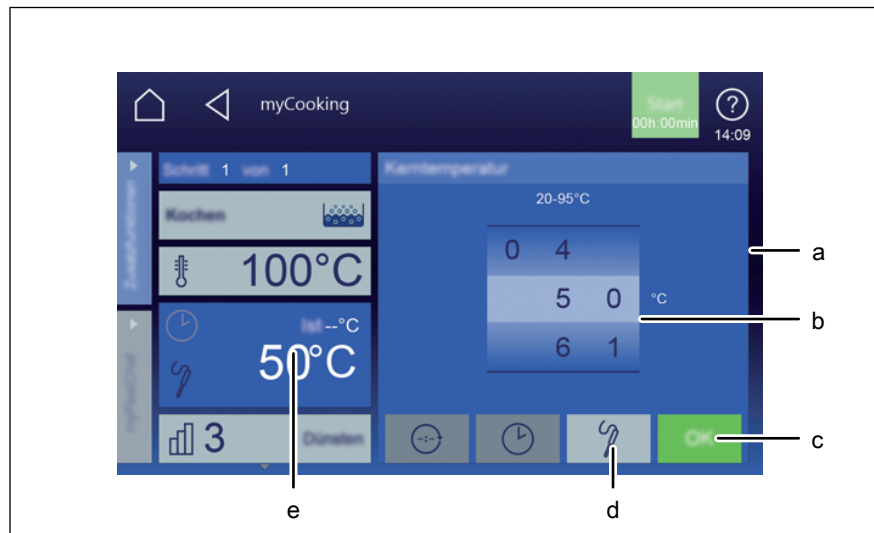 myCooking
Start
00h:00min
?
14:09
Schritt 1 von 1
Kerntemperatur
Zusatzfunktionen
Kochen
20-95°C
100°C
0 4
5 0 °C
6 1
Ist --°C
50°C
3 Dünsten
-:-
OK
a
b
c
d
e